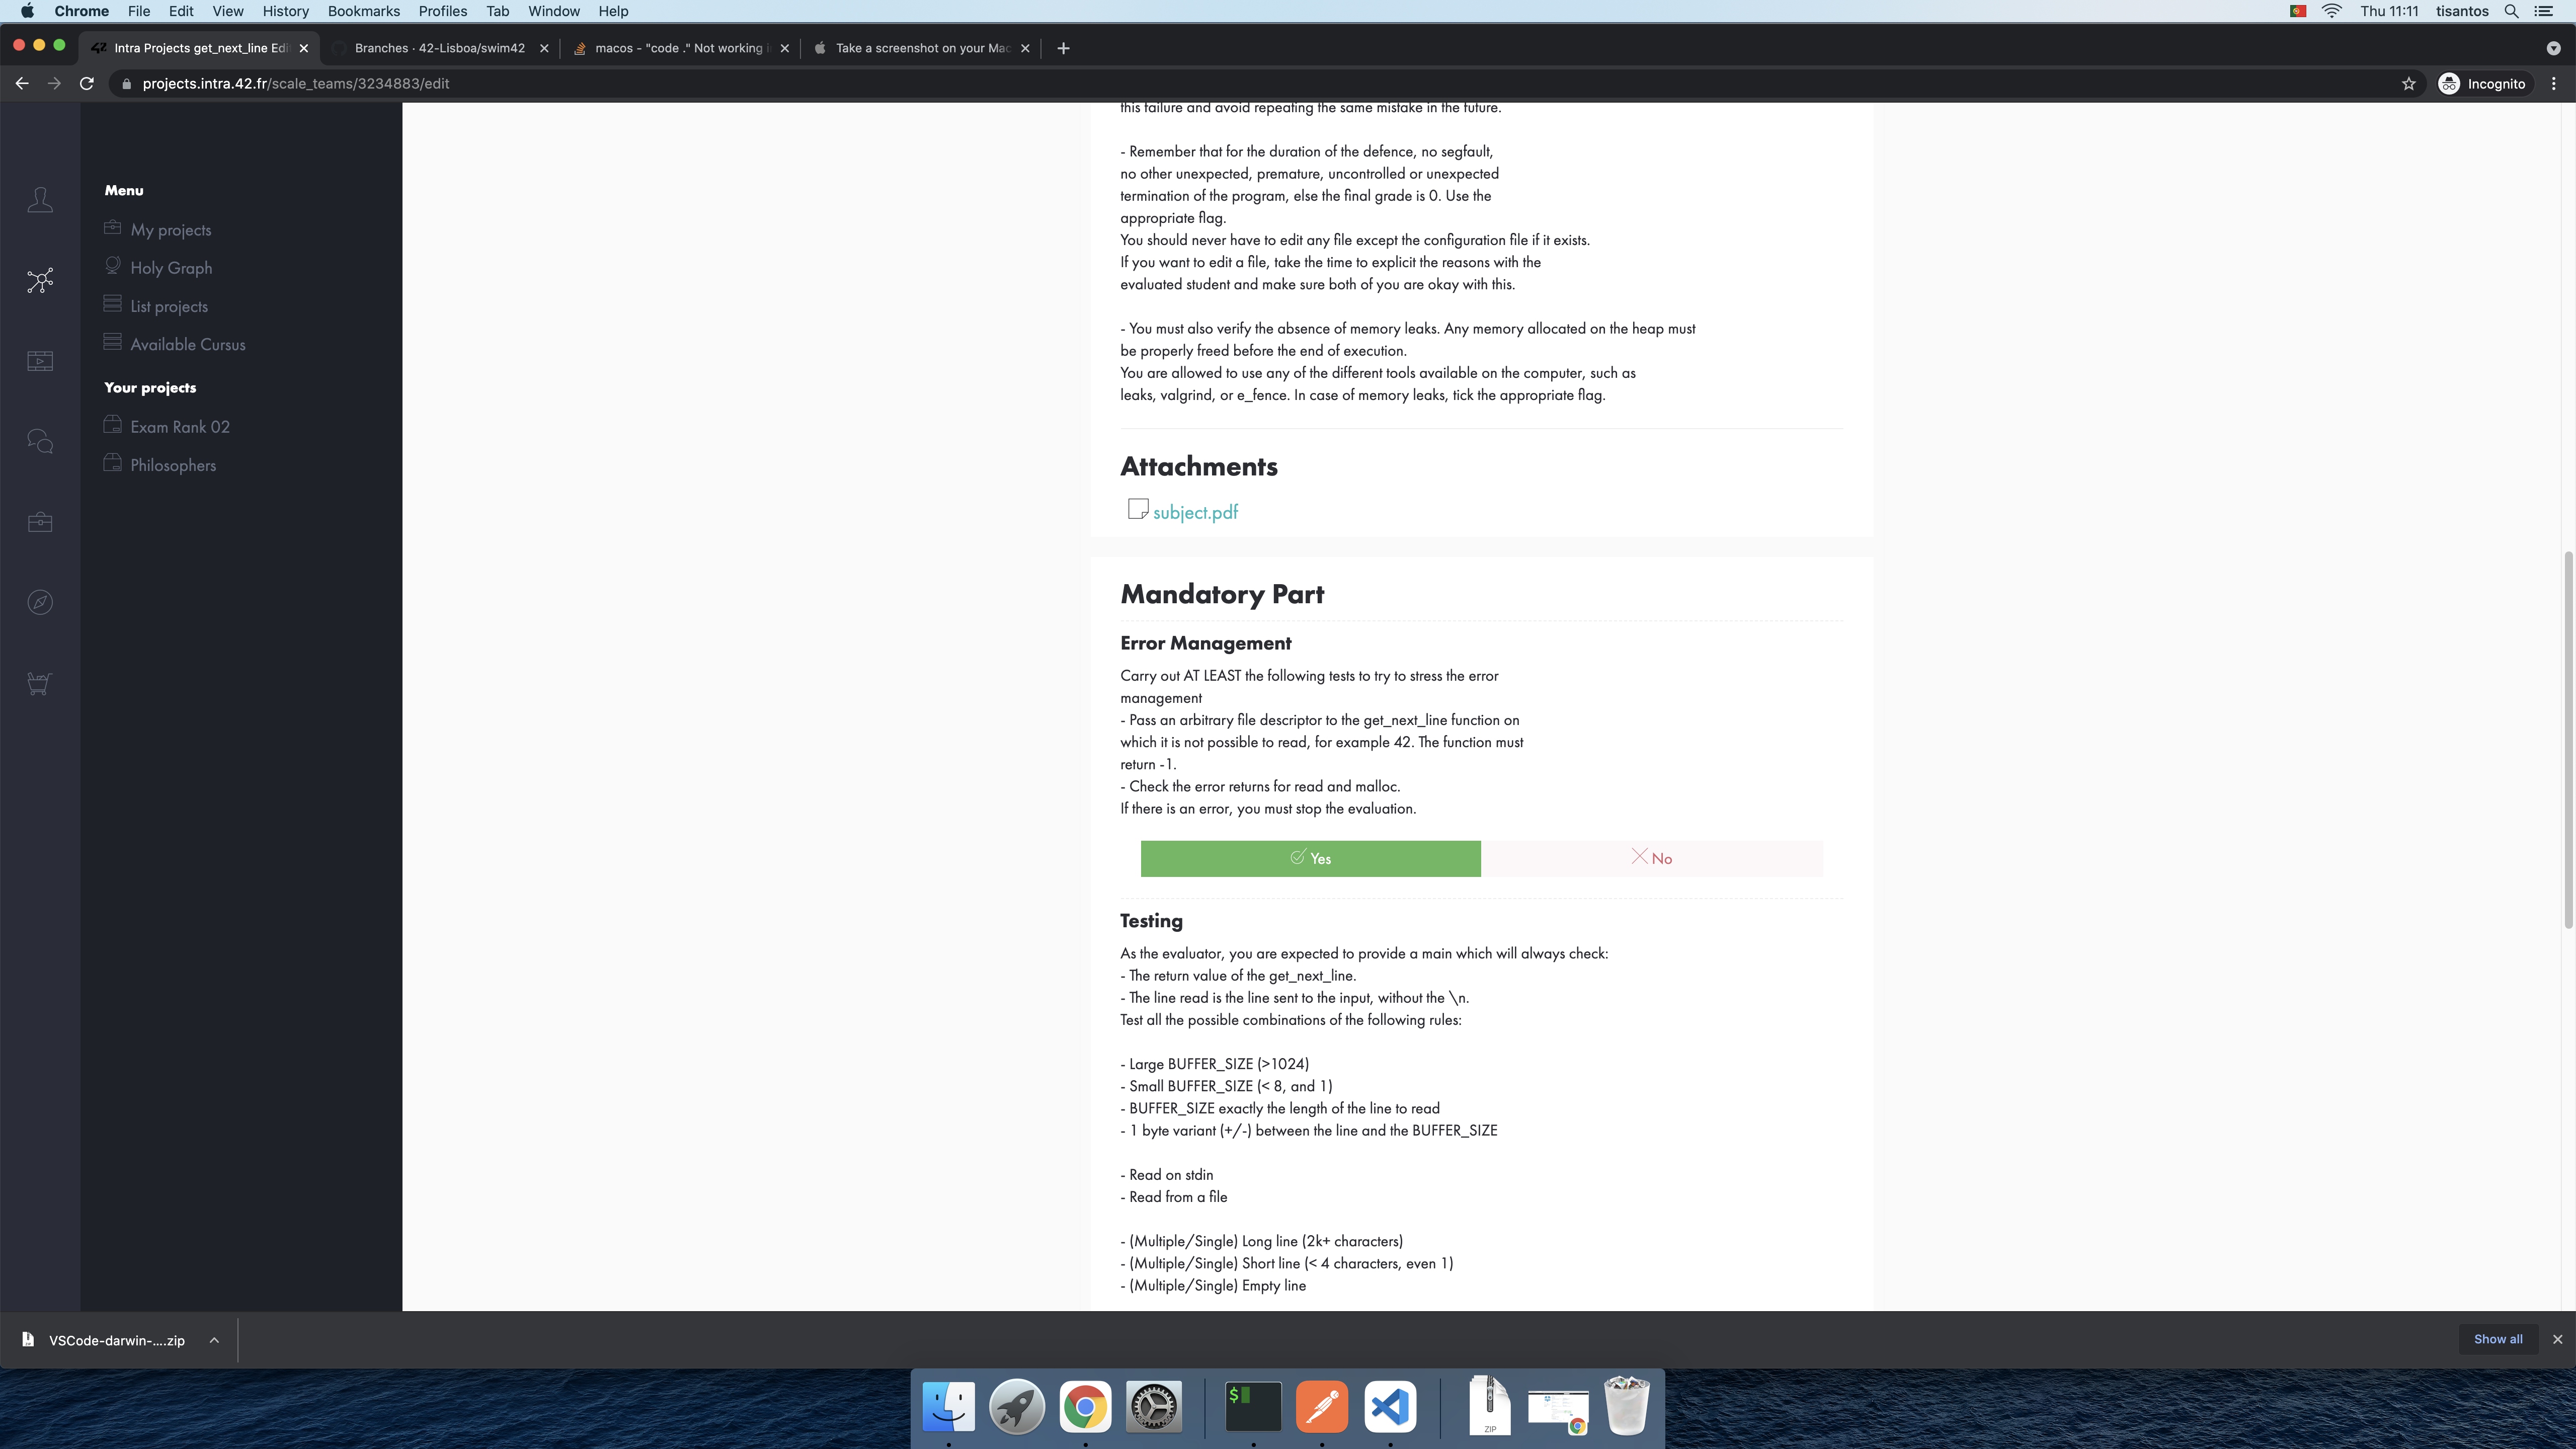 Chrome File Edit View History Bookmarks Profiles Tab Window Help
Thu 11:11 tisantos
Intra Projects get_next_line Edi
Branches · 42-Lisboa/swim42
macos - "code ." Not working i
Take a screenshot on your Mac
projects.intra.42.fr/scale_teams/3234883/edit
Incognito
Menu
My projects
Holy Graph
List projects
Available Cursus
Your projects
Exam Rank 02
Philosophers
this failure and avoid repeating the same mistake in the future.
- Remember that for the duration of the defence, no segfault,
no other unexpected, premature, uncontrolled or unexpected
termination of the program, else the final grade is 0. Use the
appropriate flag.
You should never have to edit any file except the configuration file if it exists.
If you want to edit a file, take the time to explicit the reasons with the
evaluated student and make sure both of you are okay with this.
- You must also verify the absence of memory leaks. Any memory allocated on the heap must
be properly freed before the end of execution.
You are allowed to use any of the different tools available on the computer, such as
leaks, valgrind, or e_fence. In case of memory leaks, tick the appropriate flag.
Attachments
subject.pdf
Mandatory Part
Error Management
Carry out AT LEAST the following tests to try to stress the error
management
- Pass an arbitrary file descriptor to the get_next_line function on
which it is not possible to read, for example 42. The function must
return -1.
- Check the error returns for read and malloc.
If there is an error, you must stop the evaluation.
Yes
No
Testing
As the evaluator, you are expected to provide a main which will always check:
- The return value of the get_next_line.
- The line read is the line sent to the input, without the \n.
Test all the possible combinations of the following rules:
- Large BUFFER_SIZE (>1024)
- Small BUFFER_SIZE (< 8, and 1)
- BUFFER_SIZE exactly the length of the line to read
- 1 byte variant (+/-) between the line and the BUFFER_SIZE
- Read on stdin
- Read from a file
- (Multiple/Single) Long line (2k+ characters)
- (Multiple/Single) Short line (< 4 characters, even 1)
- (Multiple/Single) Empty line
VSCode-darwin-....zip
Show all
$
ZIP